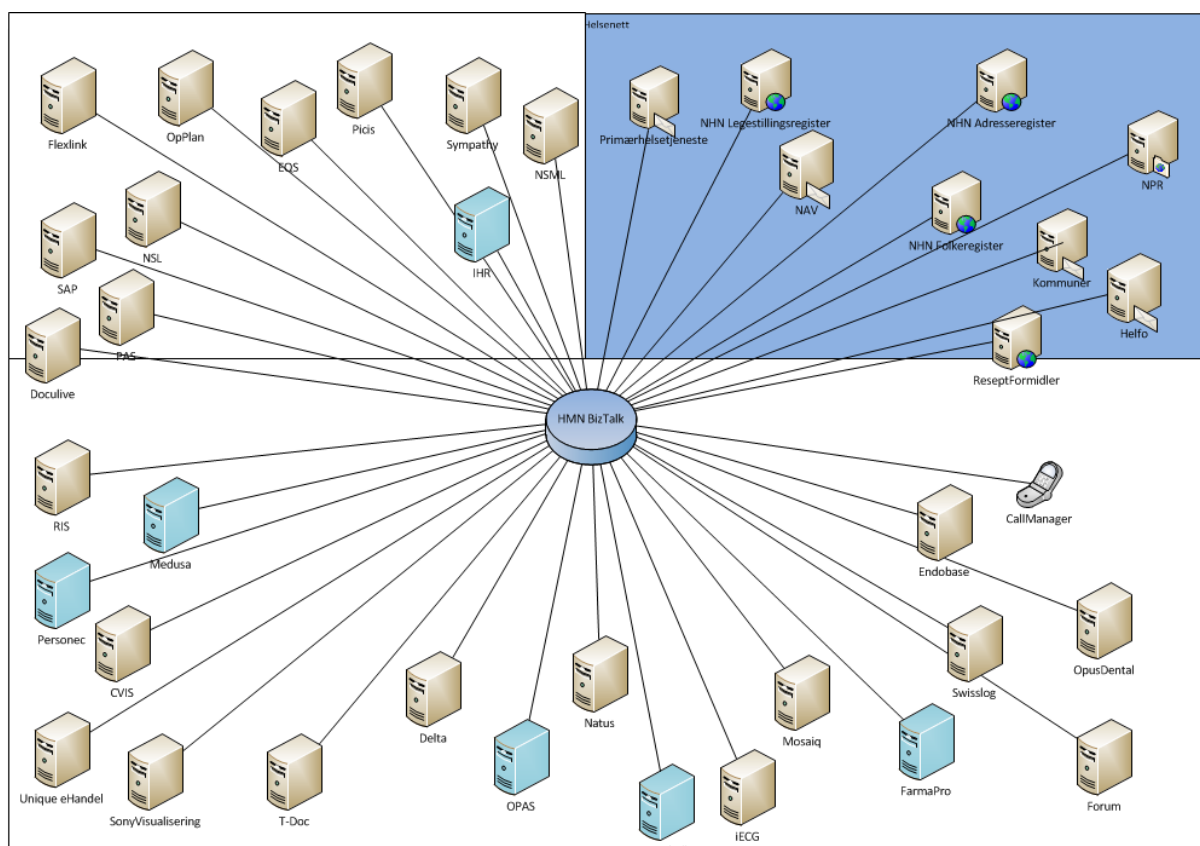 Helsenett
Flexlink
OpPlan
EQS
Picis
Sympathy
NSML
Primærhelsetjeneste
NHN Legestillingsregister
NHN Adresseregister
NAV
NPR
NHN Folkeregister
Kommuner
Helfo
ReseptFormidler
SAP
NSL
IHR
PAS
Doculive
HMN BizTalk
RIS
Medusa
CallManager
Endobase
Personec
CVIS
OpusDental
Swisslog
Delta
Natus
Mosaiq
Unique eHandel
SonyVisualisering
T-Doc
OPAS
iECG
FarmaPro
Forum